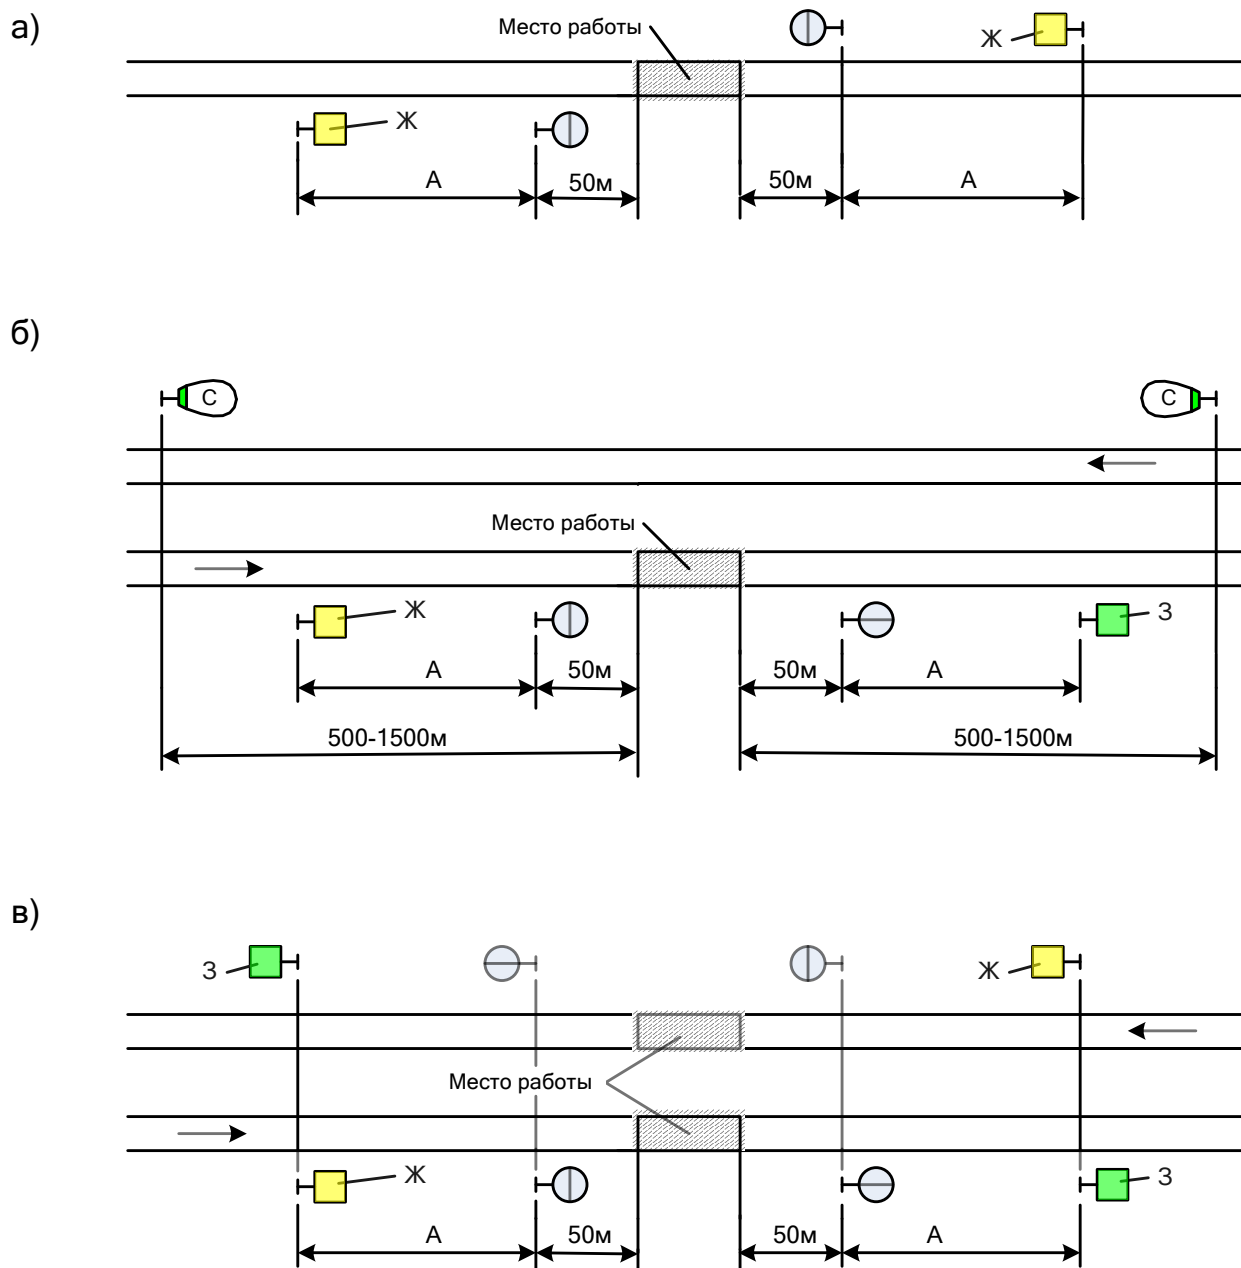 а)
Место работы
Ж
Ж
А
50м
50м
А
б)
С
С
Место работы
Ж
З
А
50м
50м
А
500-1500м
500-1500м
в)
З
Ж
Место работы
Ж
З
А
50м
50м
А